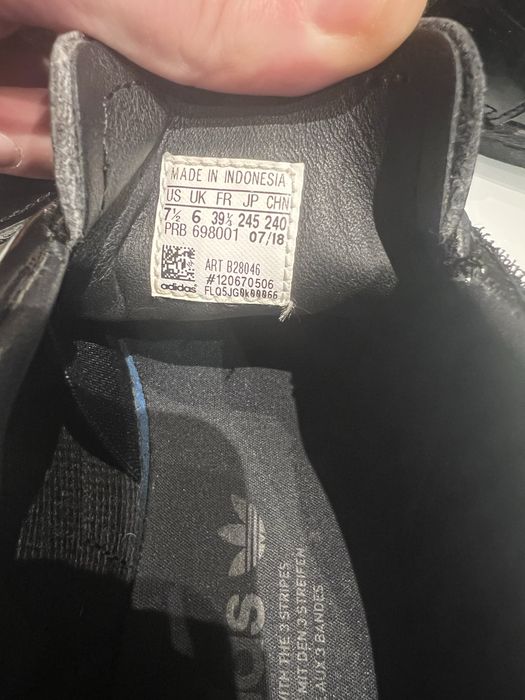 MADE IN INDONESIA
US UK FR JP CHN
7½ 6 39⅓ 245 240
PRB 698001 07/18
ART B28046
#120670506
adidas FLQ5JG0k00066
THE 3 STRIPES
MIT DEN 3 STREIFEN
AUX 3 BANDES